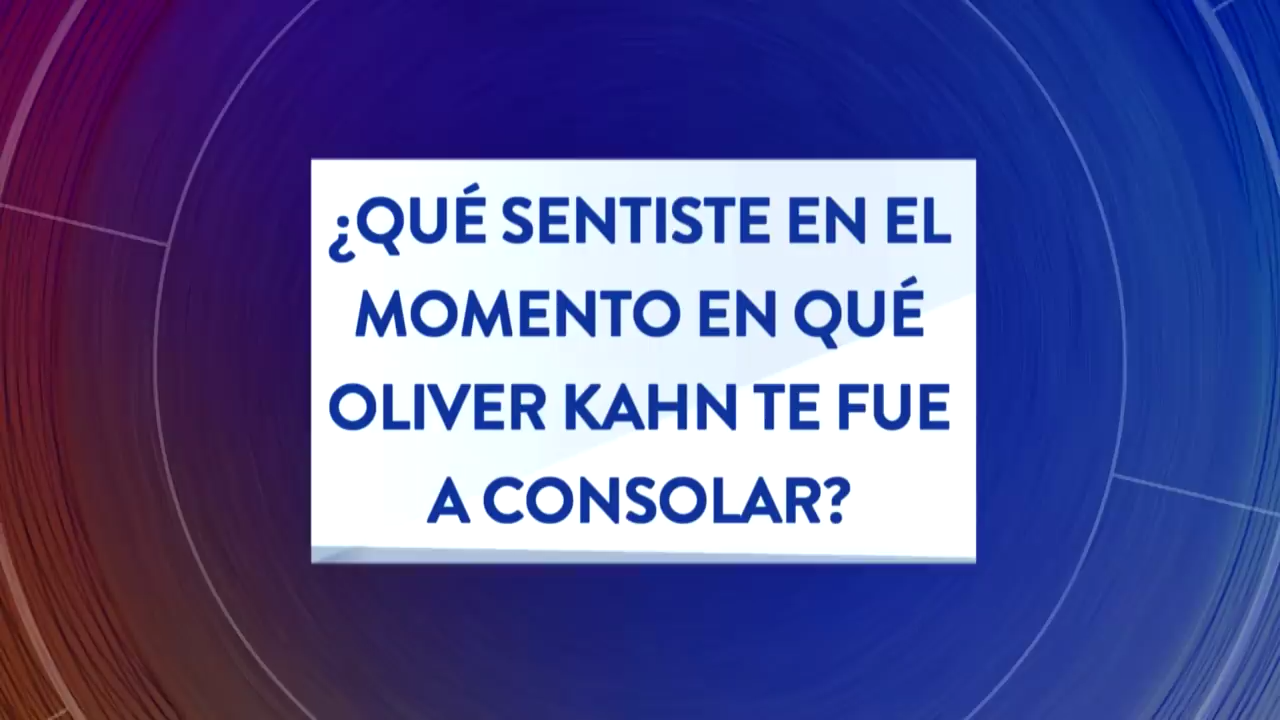 ¿QUÉ SENTISTE EN EL
MOMENTO EN QUÉ
OLIVER KAHN TE FUE
A CONSOLAR?